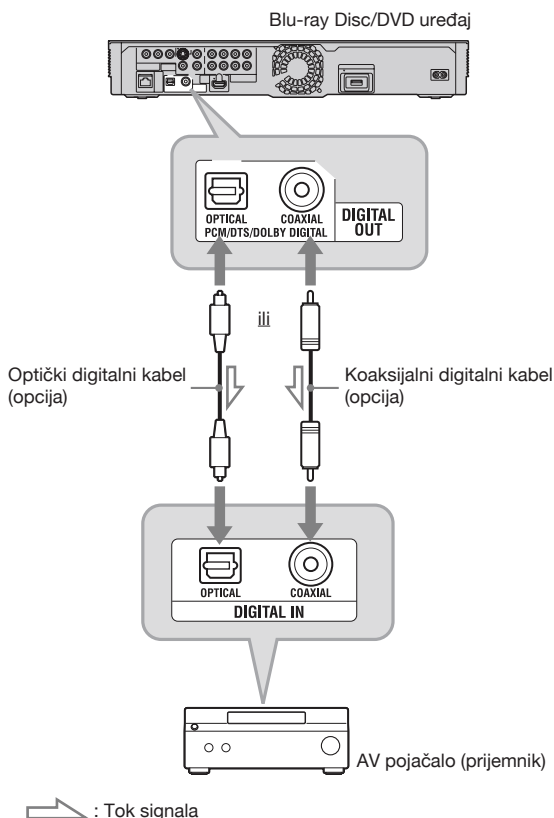 Blu-ray Disc/DVD uređaj
OPTICAL
COAXIAL
PCM/DTS/DOLBY DIGITAL
DIGITAL
OUT
ili
Optički digitalni kabel
(opcija)
Koaksijalni digitalni kabel
(opcija)
OPTICAL
COAXIAL
DIGITAL IN
AV pojačalo (prijemnik)
: Tok signala